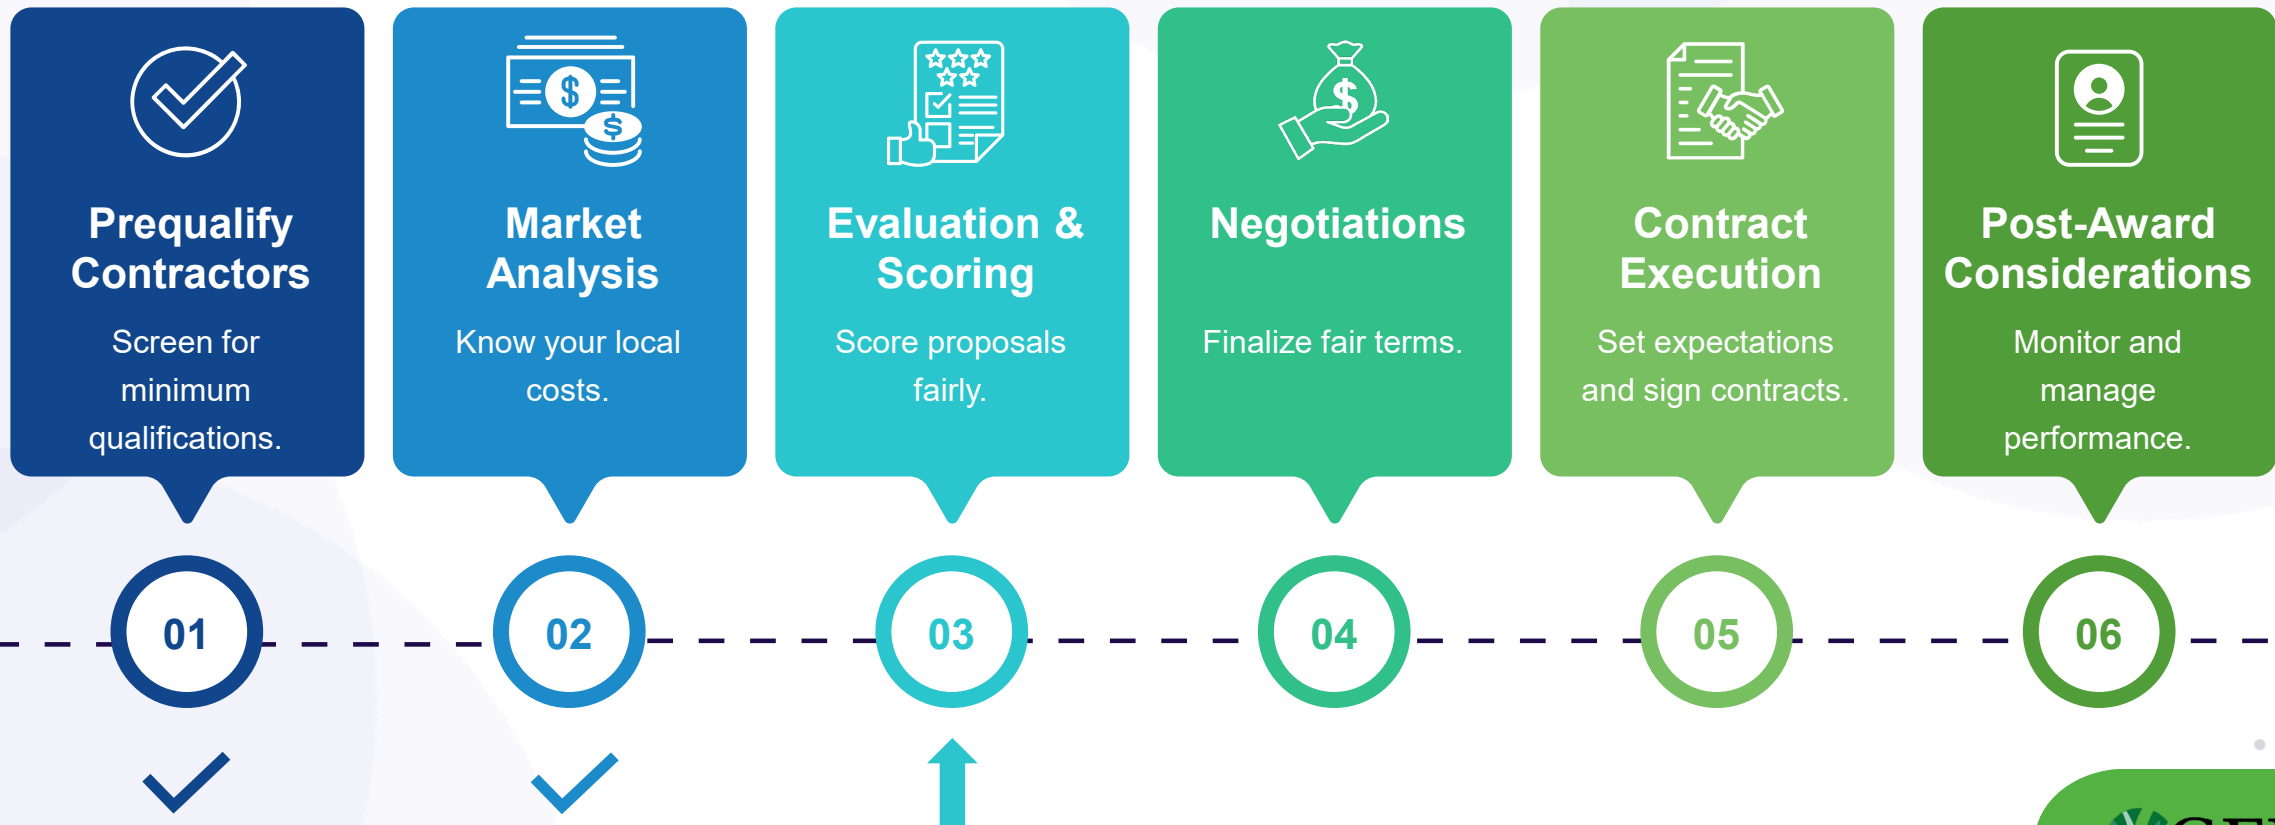 Prequalify
Contractors
Screen for
minimum
qualifications.
Market
Analysis
Know your local
costs.
Evaluation &
Scoring
Score proposals
fairly.
Negotiations
Finalize fair terms.
Contract
Execution
Set expectations
and sign contracts.
Post-Award
Considerations
Monitor and
manage
performance.
01
02
03
04
05
06